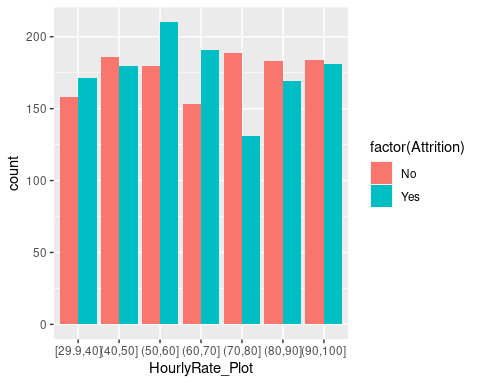 200
150
100
50
0
count
[29.9,40] (40,50] (50,60] (60,70] (70,80] (80,90] (90,100]
HourlyRate_Plot
factor(Attrition)
No
Yes